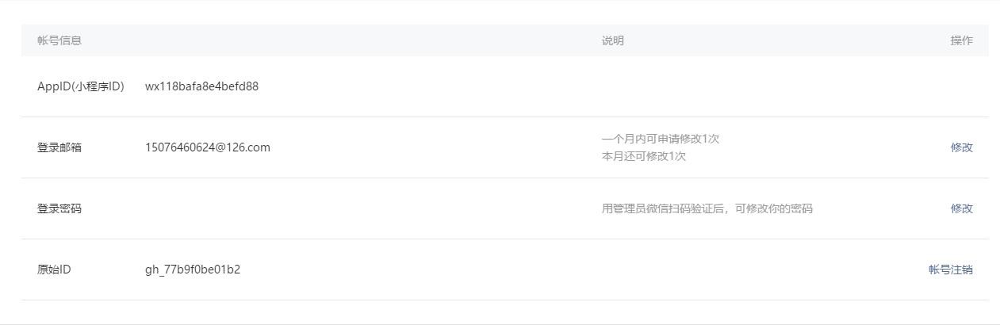 帐号信息 说明 操作
AppID(小程序ID) wx118bafa8e4befd88
登录邮箱 15076460624@126.com 一个月内可申请修改1次 修改
本月还可修改1次
登录密码 用管理员微信扫码验证后，可修改你的密码 修改
原始ID gh_77b9f0be01b2 帐号注销